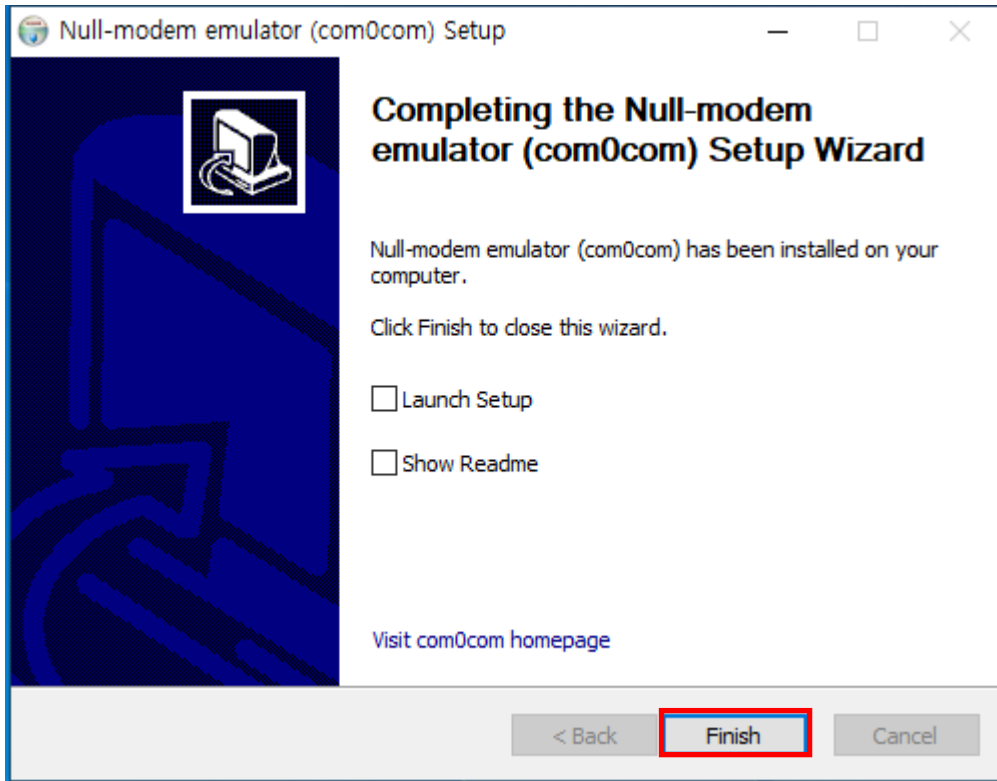 Null-modem emulator (com0com) Setup
Completing the Null-modem
emulator (com0com) Setup Wizard
Null-modem emulator (com0com) has been installed on your
computer.
Click Finish to close this wizard.
Launch Setup
Show Readme
Visit com0com homepage
< Back
Finish
Cancel